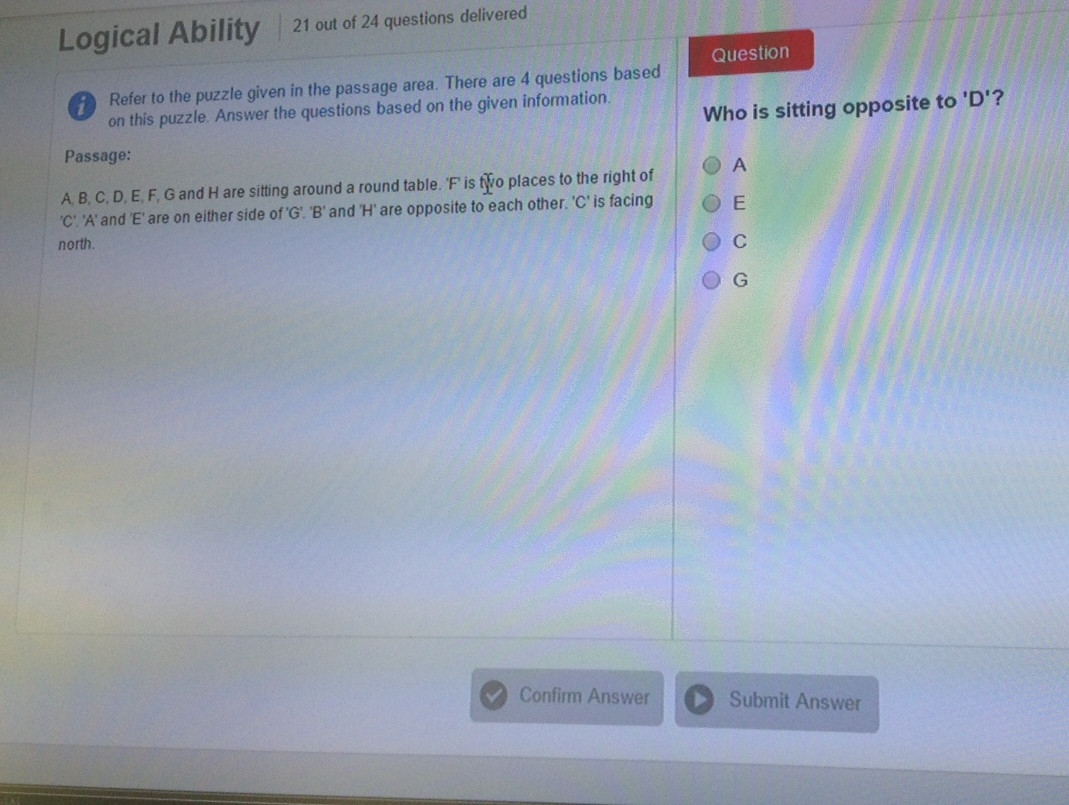 Logical Ability
21 out of 24 questions delivered
Refer to the puzzle given in the passage area. There are 4 questions based
on this puzzle. Answer the questions based on the given information.
Passage:
A, B, C, D, E, F, G and H are sitting around a round table. 'F' is two places to the right of
'C'. 'A' and 'E' are on either side of 'G'. 'B' and 'H' are opposite to each other. 'C' is facing
north.
Question
Who is sitting opposite to 'D'?
A
E
C
G
Confirm Answer
Submit Answer